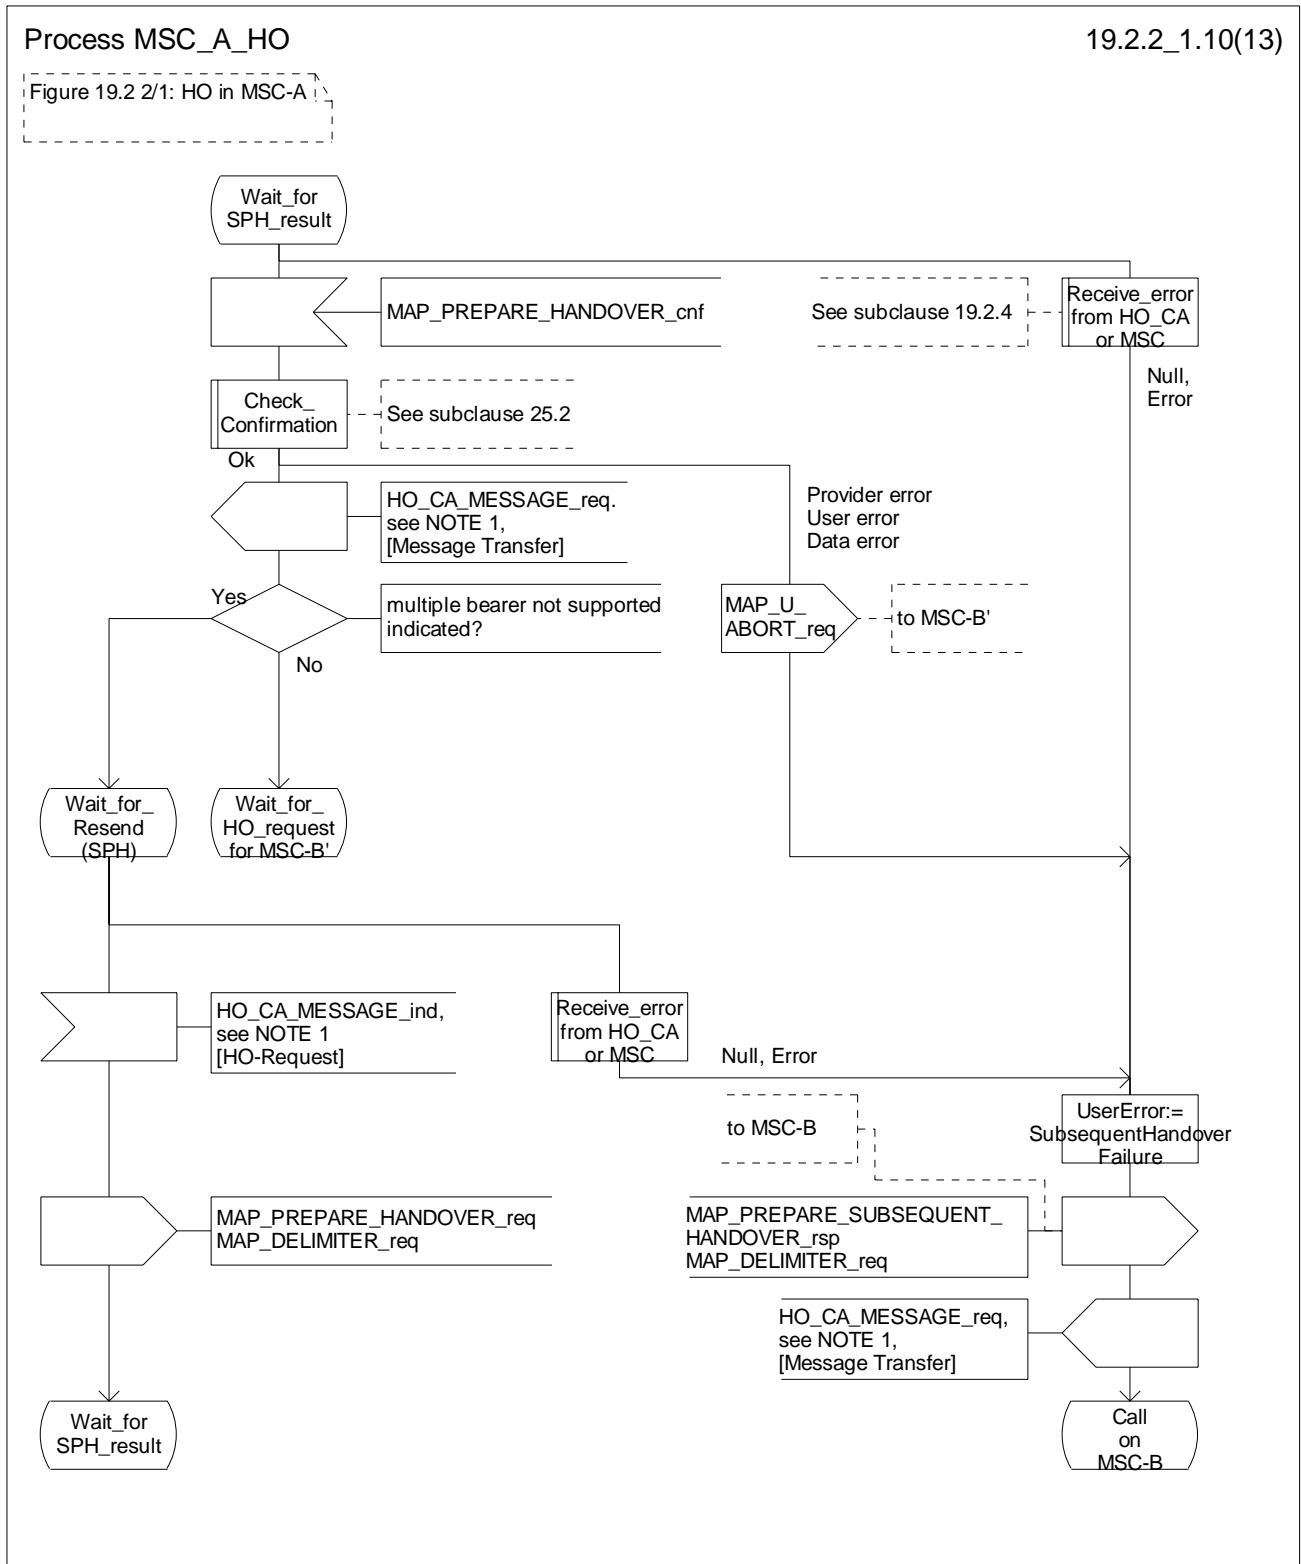 Process MSC_A_HO
19.2.2_1.10(13)
Figure 19.2 2/1: HO in MSC-A
Wait_for
SPH_result
MAP_PREPARE_HANDOVER_cnf
See subclause 19.2.4
Receive_error
from HO_CA
or MSC
Null,
Error
Check_
Confirmation
See subclause 25.2
Ok
HO_CA_MESSAGE_req.
see NOTE 1,
[Message Transfer]
Provider error
User error
Data error
Yes
multiple bearer not supported
indicated?
No
MAP_U_
ABORT_req
to MSC-B'
Wait_for_
Resend
(SPH)
Wait_for_
HO_request
for MSC-B'
HO_CA_MESSAGE_ind,
see NOTE 1
[HO-Request]
Receive_error
from HO_CA
or MSC
Null, Error
to MSC-B
UserError:=
SubsequentHandover
Failure
MAP_PREPARE_HANDOVER_req
MAP_DELIMITER_req
MAP_PREPARE_SUBSEQUENT_
HANDOVER_rsp
MAP_DELIMITER_req
HO_CA_MESSAGE_req,
see NOTE 1,
[Message Transfer]
Wait_for
SPH_result
Call
on
MSC-B